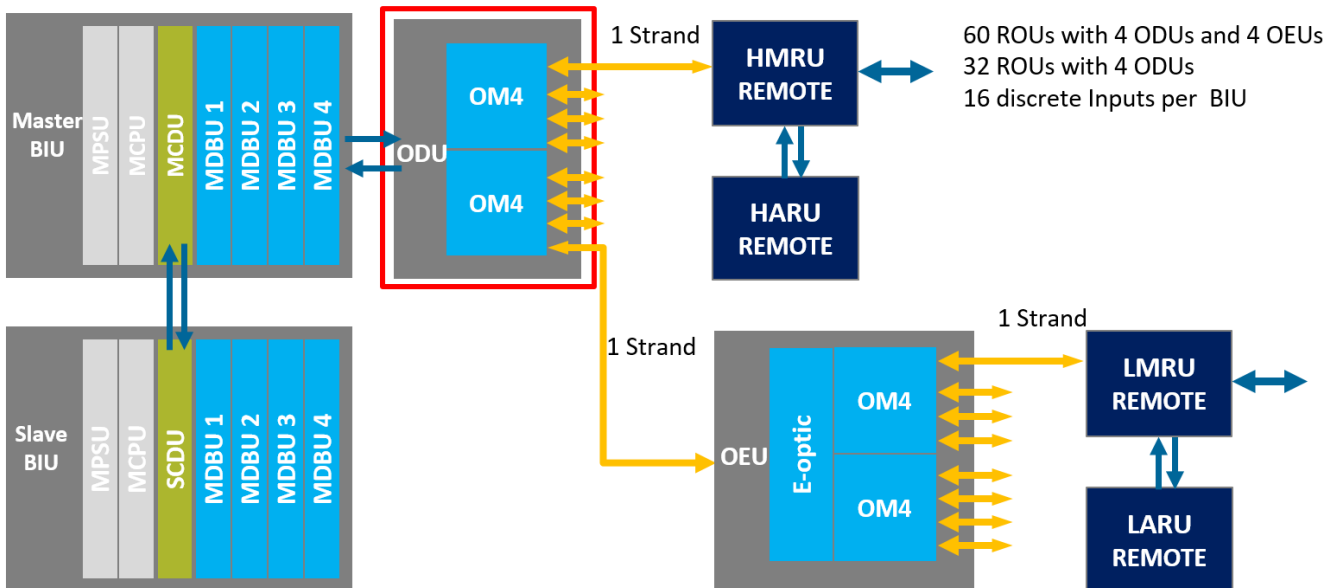 Master
BIU
MPSU
MCPU
MCDU
MDBU 1
MDBU 2
MDBU 3
MDBU 4
ODU
OM4
OM4
1 Strand
HMRU
REMOTE
HARU
REMOTE
60 ROUs with 4 ODUs and 4 OEUs
32 ROUs with 4 ODUs
16 discrete Inputs per BIU
Slave
BIU
MPSU
MCPU
SCDU
MDBU 1
MDBU 2
MDBU 3
MDBU 4
1 Strand
OEU
E-optic
OM4
OM4
1 Strand
LMRU
REMOTE
LARU
REMOTE